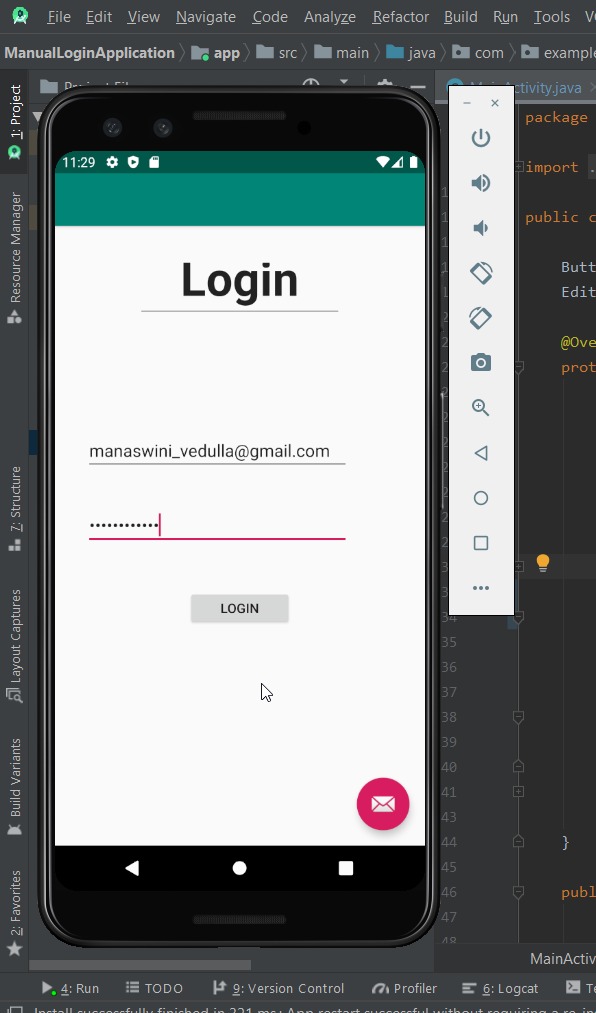 File Edit View Navigate Code Analyze Refactor Build Run Tools
ManualLoginApplication app src main java com example
1: Project
Resource Manager
7: Structure
Layout Captures
Build Variants
2: Favorites
MainActivity.java
11:29
Login
manaswini_vedulla@gmail.com
••••••••••••
LOGIN
package
import .
public c
Butt
Edit
@Ove
prot
34
35
36
37
38
39
40
41
44
}
45
46 publ
47
48
MainActiv
4: Run TODO 9: Version Control Profiler 6: Logcat Te
Install successfully finished in 321 ms.: App restart successful without requiring a re-in